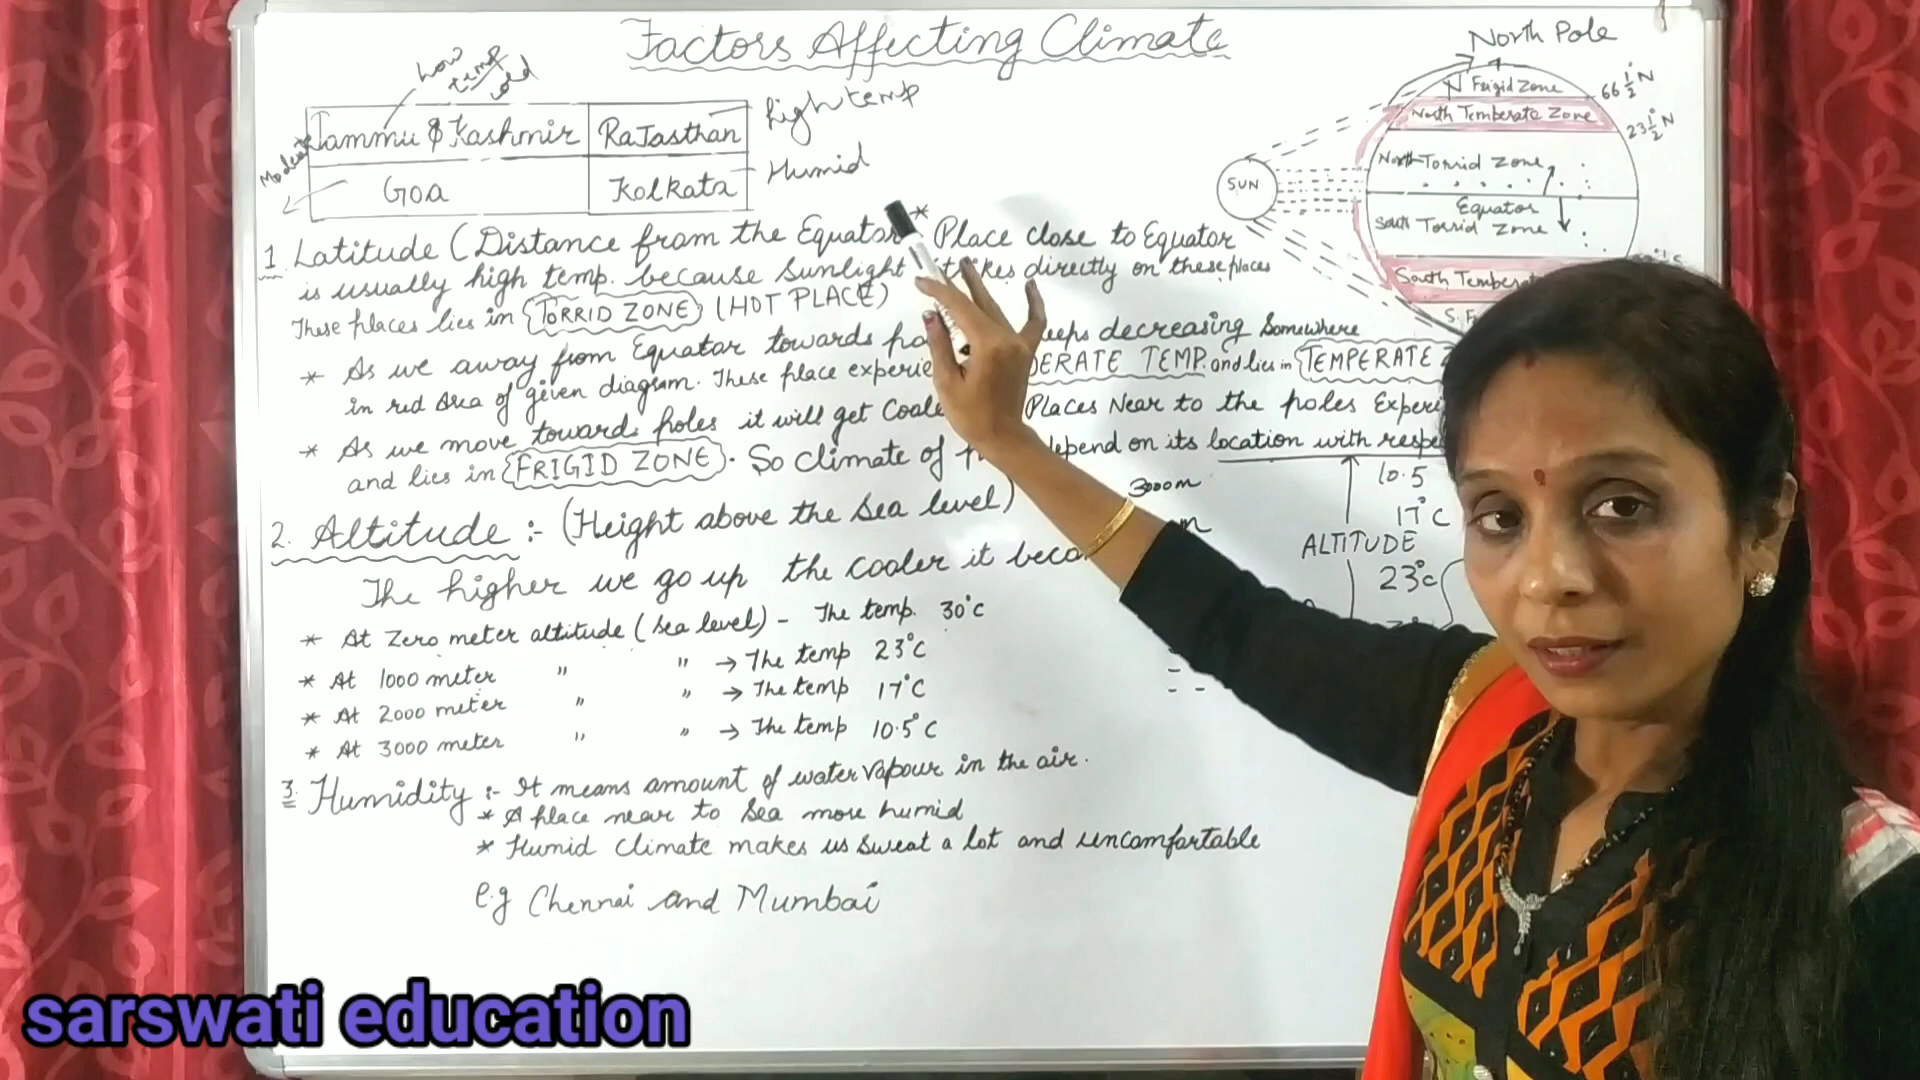 Factors Affecting Climate
low temp cold
Jammu & Kashmir
Rajasthan
high temp
Moderate
Goa
Kolkata
Humid
1. Latitude (Distance from the Equator * Place close to Equator
is usually high temp. because sunlight directly on these places
These places lies in TORRID ZONE (HOT PLACE)
* As we away from Equator towards decreasing somewhere
in red area of given diagram. These place TEMP. and lies in TEMPERATE
* As we move towards poles it will get Places Near to the poles
and lies in FRIGID ZONE. So climate of depend on its location with
2. Altitude :- (Height above the sea level)
The higher we go up the cooler it
* At Zero meter altitude (sea level) - The temp. 30°C
* At 1000 meter " " → The temp 23°C
* At 2000 meter " " → The temp 17°C
* At 3000 meter " " → The temp 10.5°C
3. Humidity :- It means amount of water vapour in the air.
* A place near to sea more humid
* Humid climate makes us sweat a lot and uncomfortable
e.g Chennai and Mumbai
North Pole
N Frigid Zone
66 1/2° N
North Temperate Zone
23 1/2° N
North Torrid Zone
SUN
Equator
South Torrid Zone
South
S.
3000m
10.5
17°C
ALTITUDE
23°C
sarswati education